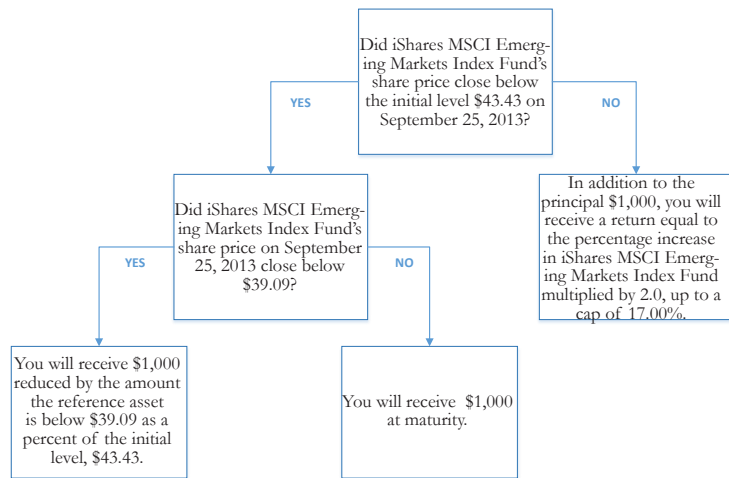 Did iShares MSCI Emerg-
ing Markets Index Fund's
share price close below
the initial level $43.43 on
September 25, 2013?
YES
NO
Did iShares MSCI Emerg-
ing Markets Index Fund's
share price on September
25, 2013 close below
$39.09?
In addition to the
principal $1,000, you will
receive a return equal to
the percentage increase
in iShares MSCI Emerg-
ing Markets Index Fund
multiplied by 2.0, up to a
cap of 17.00%.
YES
NO
You will receive $1,000
reduced by the amount
the reference asset
is below $39.09 as a
percent of the initial
level, $43.43.
You will receive $1,000
at maturity.